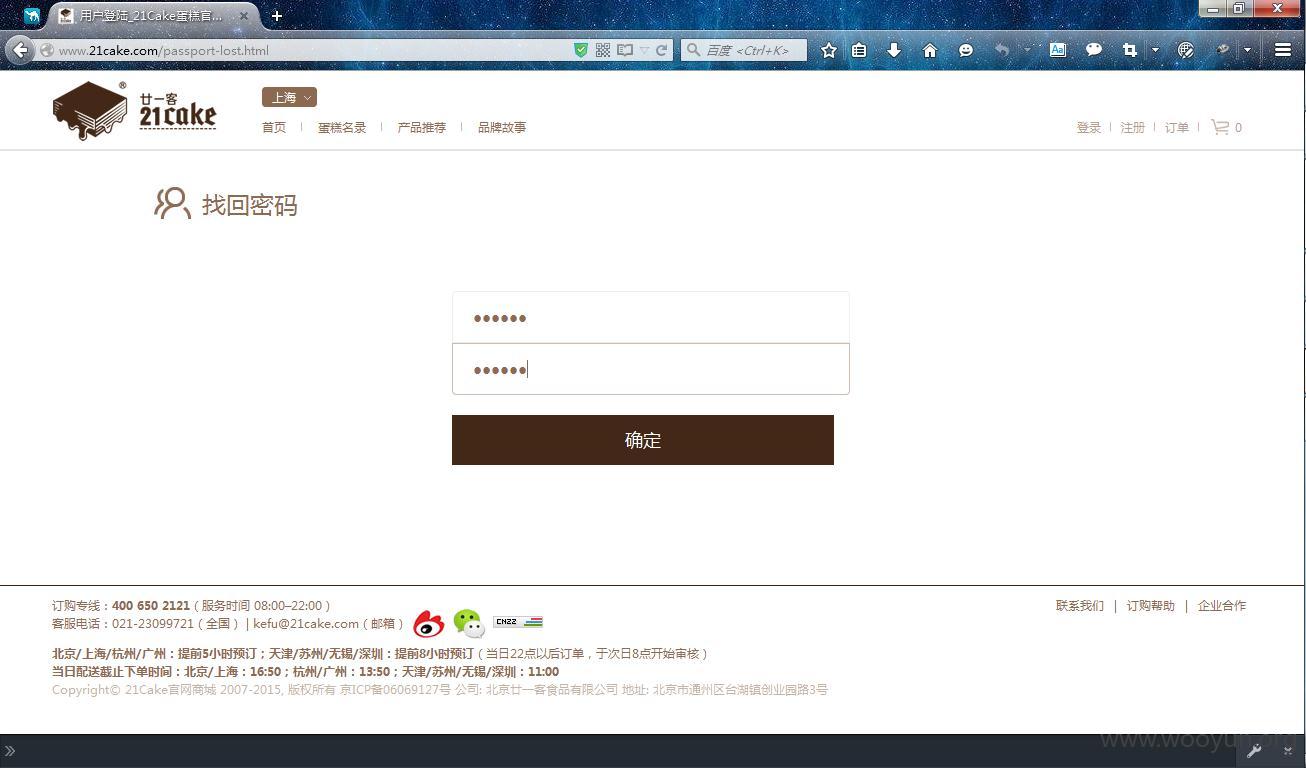 用户登陆_21Cake蛋糕官...
www.21cake.com/passport-lost.html
百度 <Ctrl+K>
Aa
廿一客
21cake
®
上海
首页 蛋糕名录 产品推荐 品牌故事
登录 注册 订单 0
找回密码
••••••
••••••
确定
订购专线：400 650 2121 ( 服务时间 08:00–22:00 )
客服电话：021-23099721 ( 全国 ) | kefu@21cake.com ( 邮箱 )
CNZZ
联系我们 | 订购帮助 | 企业合作
北京/上海/杭州/广州：提前5小时预订；天津/苏州/无锡/深圳：提前8小时预订 ( 当日22点以后订单，于次日8点开始审核 )
当日配送截止下单时间：北京/上海：16:50；杭州/广州：13:50；天津/苏州/无锡/深圳：11:00
Copyright© 21Cake官网商城 2007-2015, 版权所有 京ICP备06069127号 公司: 北京廿一客食品有限公司 地址: 北京市通州区台湖镇创业园路3号
www.wooyun.org